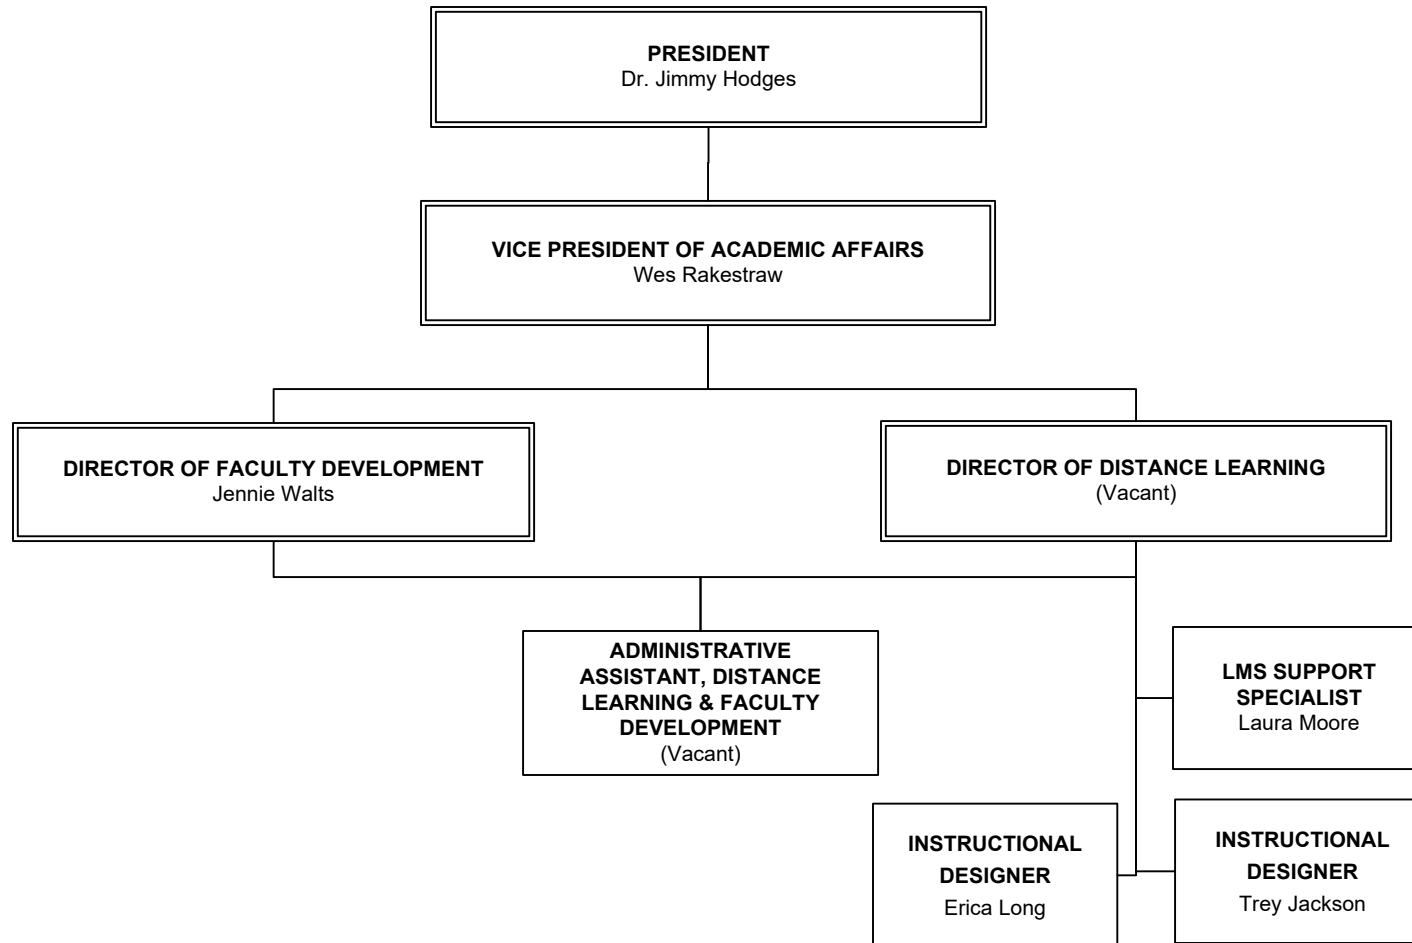 PRESIDENT
Dr. Jimmy Hodges
VICE PRESIDENT OF ACADEMIC AFFAIRS
Wes Rakestraw
DIRECTOR OF FACULTY DEVELOPMENT
Jennie Walts
DIRECTOR OF DISTANCE LEARNING
(Vacant)
ADMINISTRATIVE
ASSISTANT, DISTANCE
LEARNING & FACULTY
DEVELOPMENT
(Vacant)
LMS SUPPORT
SPECIALIST
Laura Moore
INSTRUCTIONAL
DESIGNER
Erica Long
INSTRUCTIONAL
DESIGNER
Trey Jackson